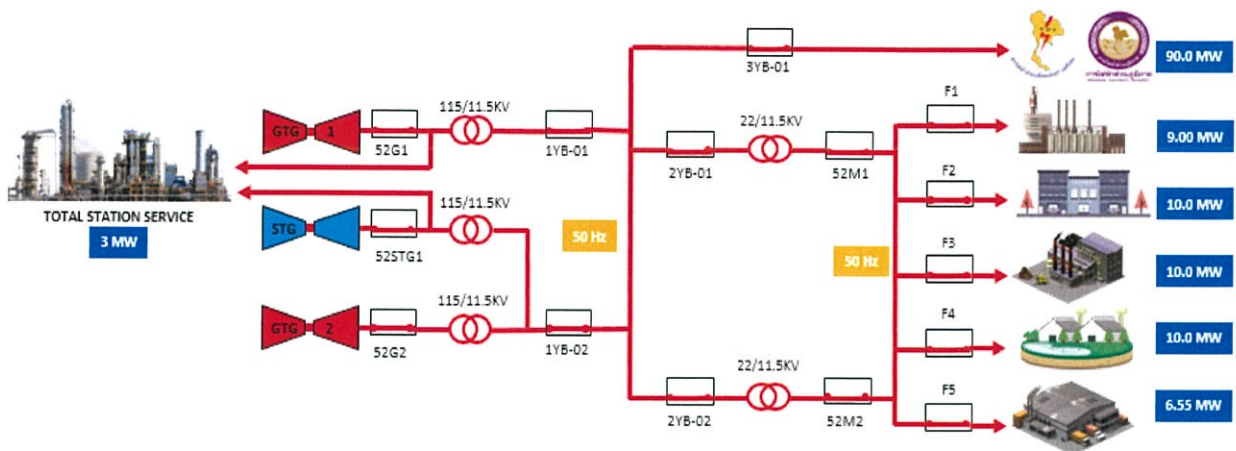 3YB-01
90.0 MW
115/11.5KV
GTG 1
52G1
1YB-01
22/11.5KV
2YB-01
52M1
F1
9.00 MW
TOTAL STATION SERVICE
3 MW
115/11.5KV
STG
52STG1
50 Hz
50 Hz
F2
10.0 MW
F3
10.0 MW
115/11.5KV
GTG 2
52G2
1YB-02
F4
10.0 MW
22/11.5KV
2YB-02
52M2
F5
6.55 MW